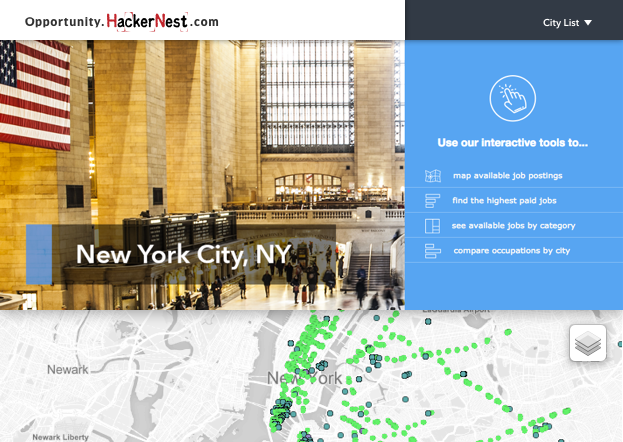 Opportunity.HackerNest.com
City List
Use our interactive tools to...
map available job postings
find the highest paid jobs
see available jobs by category
compare occupations by city
New York City, NY
LaGuardia Airport
Newark
New York
Newark Liberty